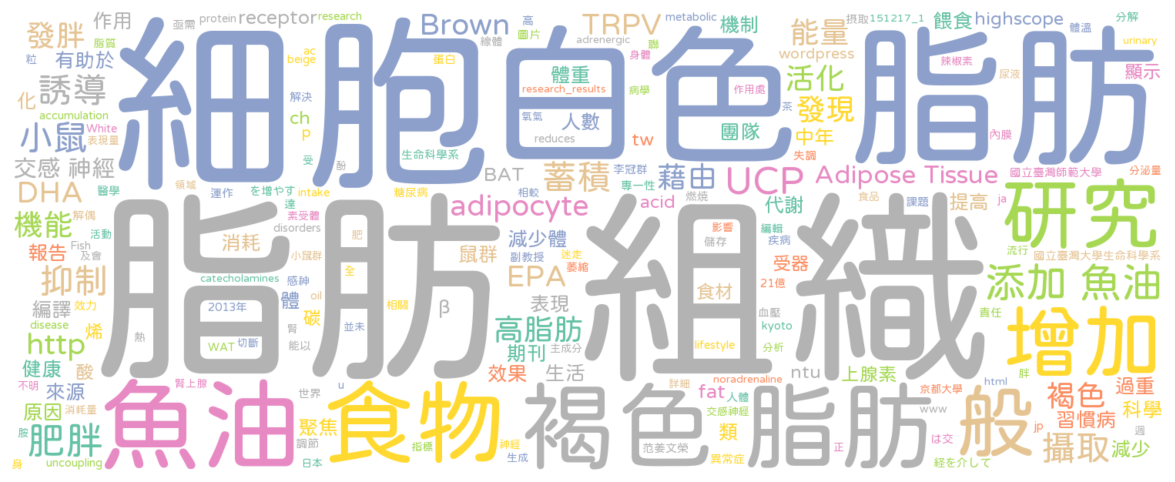 作用 亟需 protein research receptor Brown adrenergic TRPV metabolic 高 機制 能量 攝取 151217_1 餵食 highscope 體溫 分解
發胖 脂質 粒 有助於 線體 圖片 聯 身體 wordpress 辣椒素 尿液 urinary
細胞 白色 脂肪
誘導 ac beige 蛋白 體重 research_results 病學 作用處 茶 活化 顯示
化 accumulation 解決 ch p 氧氣 人數 團隊 發現 中年
小鼠 White 表現量 受 酚 生命科學系 reduces tw 失調 內膜
交感 神經 BAT 蓄積 李冠群 專一性 藉由 UCP Adipose Tissue 國立臺灣師範大學 分泌量
DHA 醫學 領域 運作 を増やす 達 intake 糖尿病 相較 燃燒 食品 課題 ja
機能 解偶 活動 素受體 disorders adipocyte acid 代謝 提高 研究
脂肪 組織
報告 Fish 及會 消耗 小鼠群 肥 減少體 鼠群 副教授 迷走 萎縮 影響 儲存 編輯 疾病 流行 國立臺灣大學生命科學系
抑制 catecholamines 感神 全 EPA 受器 21億 添加 魚油
編譯 效力 2013年 體 oil 碳 相關 β 表現 食材 血壓 責任
disease 烯 腎 並未 高脂肪 kyoto 增加
http WAT 切斷 熱 能以 期刊 主成分 lifestyle 分析
健康 酸 效果 生活 ntu 上腺素 胖
不明 來源 腎上腺 世界 u 詳細 fat noradrenaline 人體 京都大學 html 褐色 過重
魚油 食物 褐色 脂肪 般
原因 消耗量 聚焦 交感神経 類 www jp 習慣病 科學
胺 肥胖 調節 指標 神経 范姜文榮 正 は交 攝取 週 減少
身 uncoupling 日本 生成 異常症 経を介して